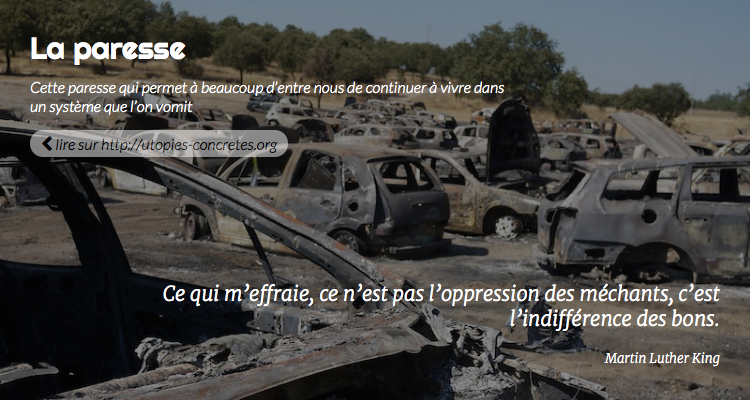 La paresse
Cette paresse qui permet à beaucoup d'entre nous de continuer à vivre dans
un système que l'on vomit
lire sur http://utopies-concretes.org
Ce qui m'effraie, ce n'est pas l'oppression des méchants, c'est
l'indifférence des bons.
Martin Luther King